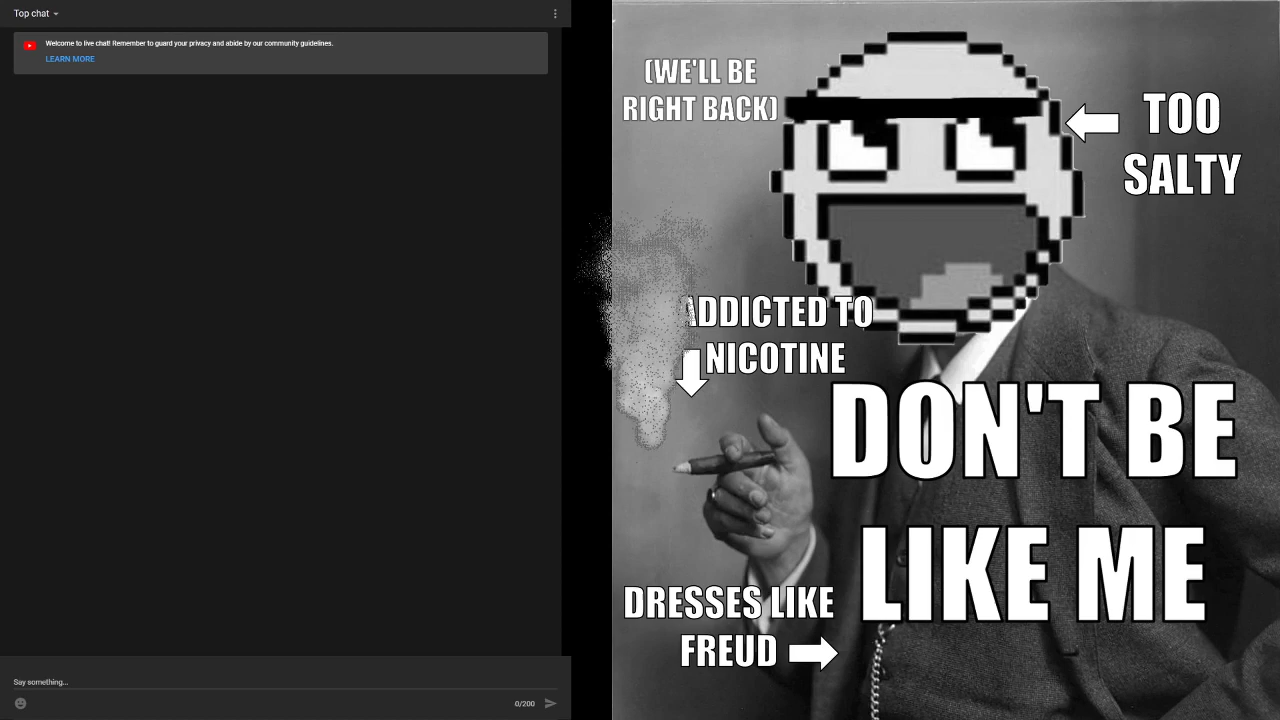 Top chat
Welcome to live chat! Remember to guard your privacy and abide by our community guidelines.
LEARN MORE
Say something...
0/200
(WE'LL BE
RIGHT BACK)
TOO
SALTY
ADDICTED TO
NICOTINE
DON'T BE
LIKE ME
DRESSES LIKE
FREUD